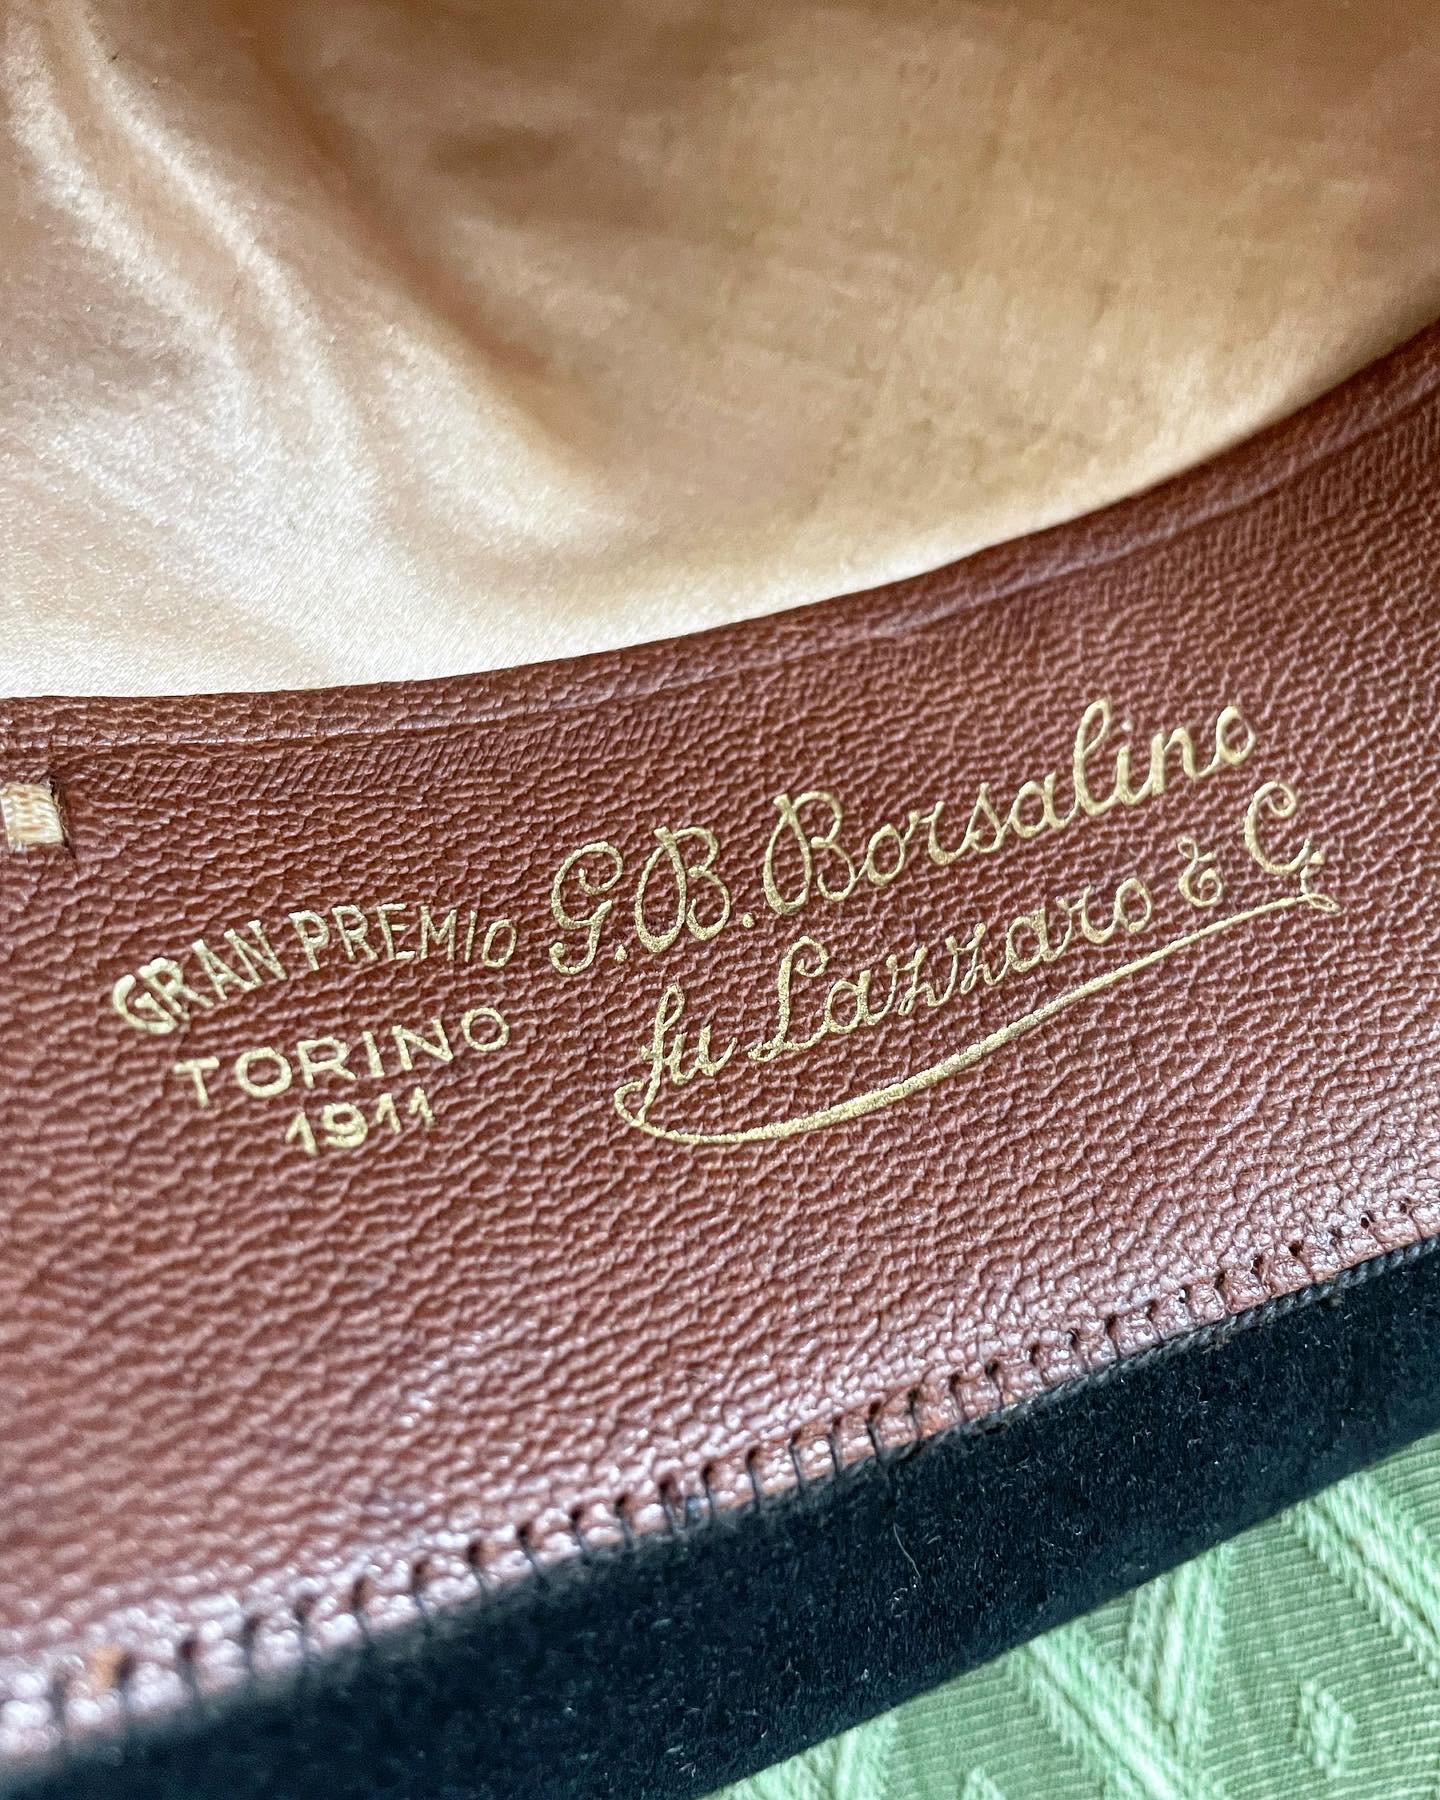 GRAN PREMIO
TORINO
1911
G.B. Borsalino
fu Lazzaro & C.